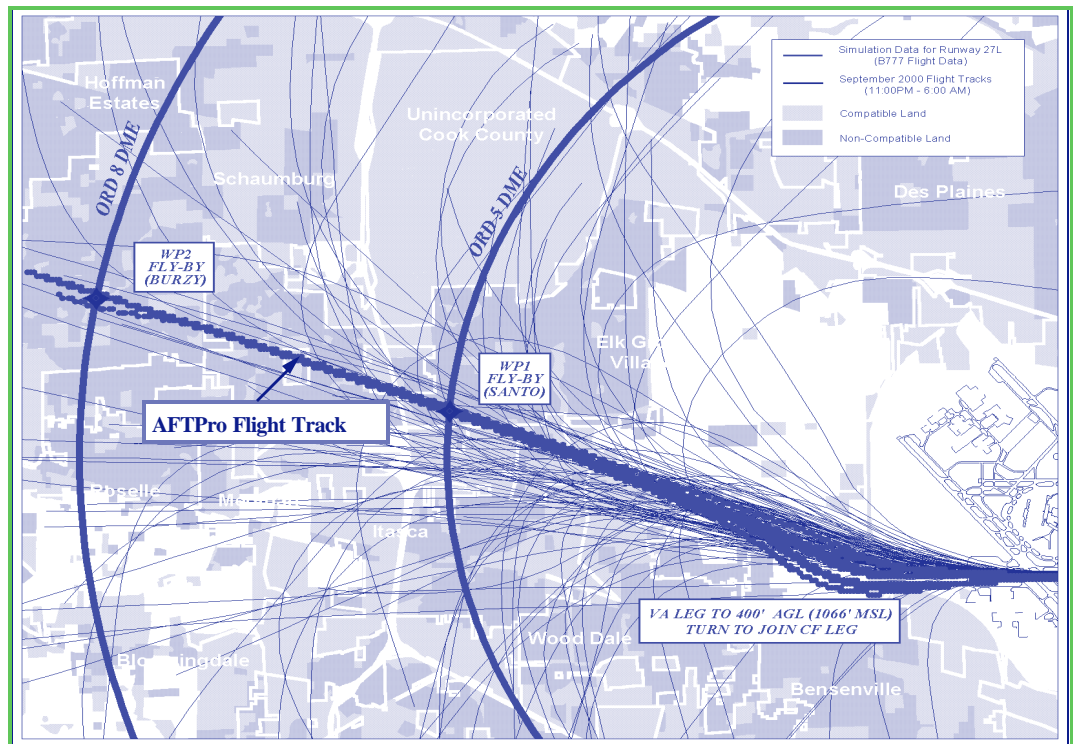 Simulation Data for Runway 27L
(B777 Flight Data)
September 2000 Flight Tracks
(11:00PM - 6:00 AM)
Compatible Land
Non-Compatible Land
Hoffman
Estates
Unincorporated
Cook County
ORD 8 DME
Schaumburg
ORD 5 DME
Des Plaines
WP2
FLY-BY
(BURZY)
WP1
FLY-BY
(SANTO)
AFTPro Flight Track
Itasca
VA LEG TO 400' AGL (1066' MSL)
TURN TO JOIN CF LEG
Wood Dale
Bensenville